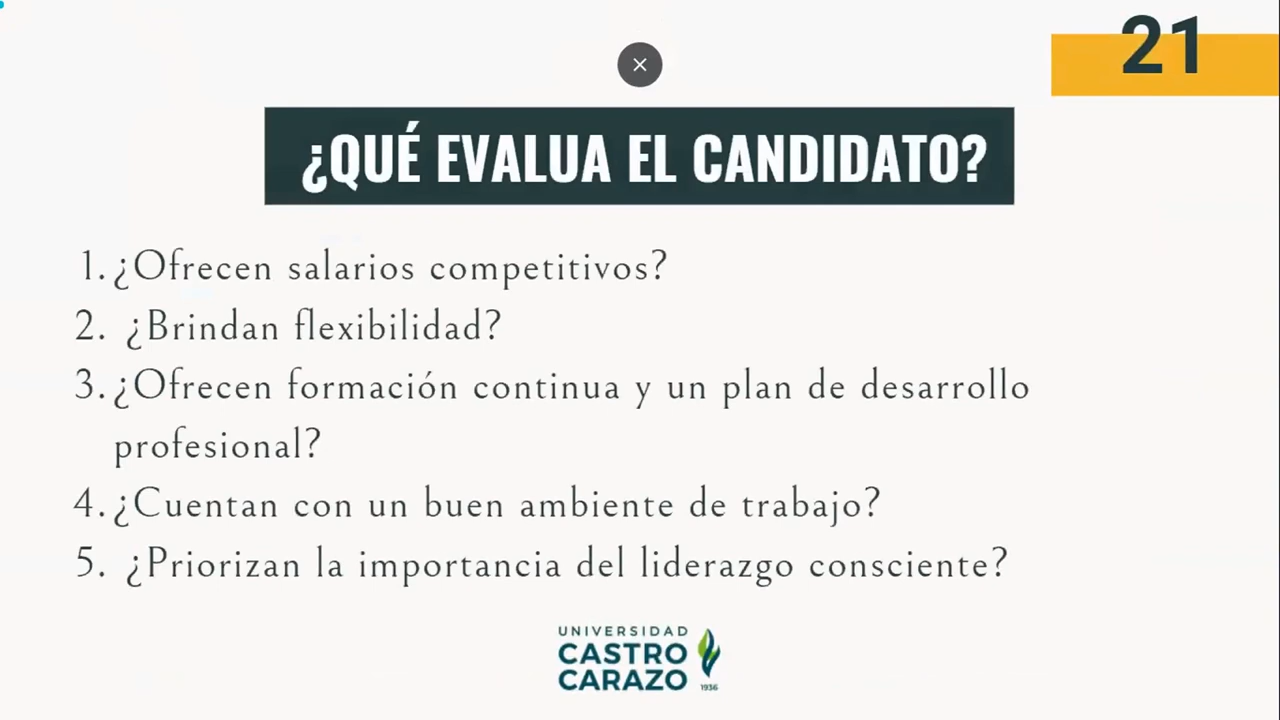 21
¿QUÉ EVALUA EL CANDIDATO?
1. ¿Ofrecen salarios competitivos?
2. ¿Brindan flexibilidad?
3. ¿Ofrecen formación continua y un plan de desarrollo
profesional?
4. ¿Cuentan con un buen ambiente de trabajo?
5. ¿Priorizan la importancia del liderazgo consciente?
UNIVERSIDAD
CASTRO
CARAZO
1936